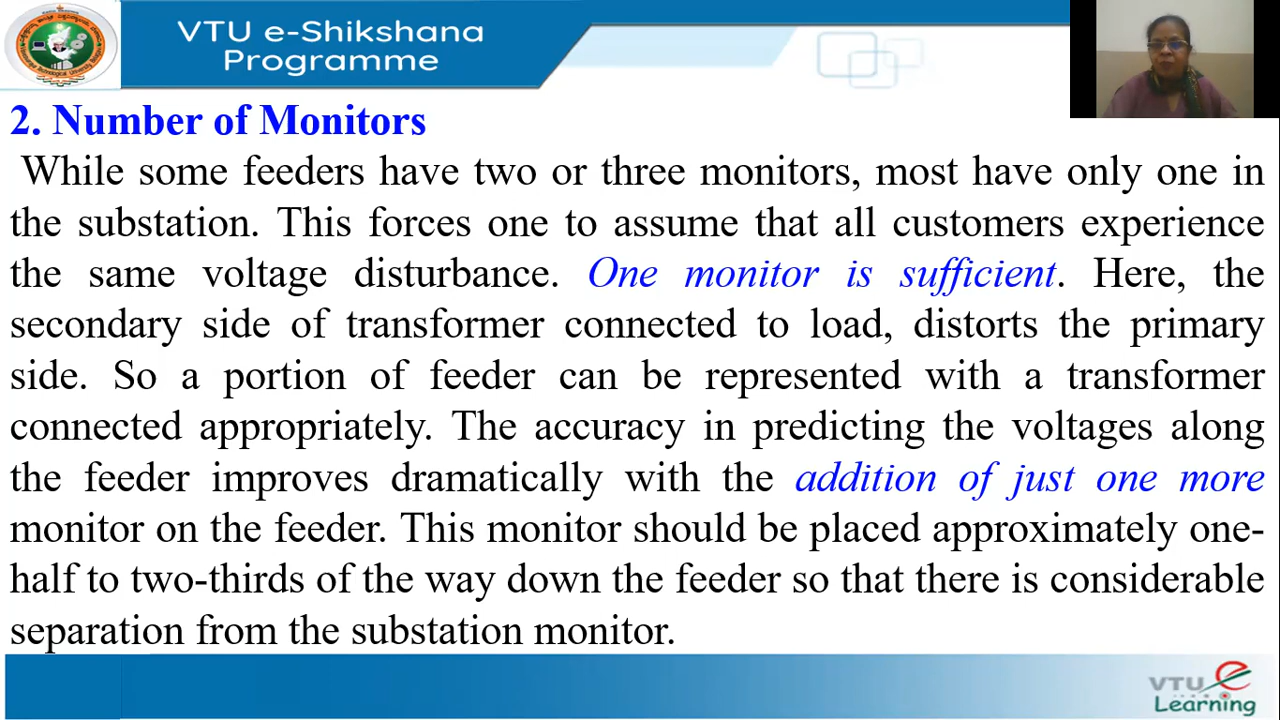 VTU e-Shikshana
Programme
2. Number of Monitors
While some feeders have two or three monitors, most have only one in
the substation. This forces one to assume that all customers experience
the same voltage disturbance. One monitor is sufficient. Here, the
secondary side of transformer connected to load, distorts the primary
side. So a portion of feeder can be represented with a transformer
connected appropriately. The accuracy in predicting the voltages along
the feeder improves dramatically with the addition of just one more
monitor on the feeder. This monitor should be placed approximately one-
half to two-thirds of the way down the feeder so that there is considerable
separation from the substation monitor.
VTU e
Learning